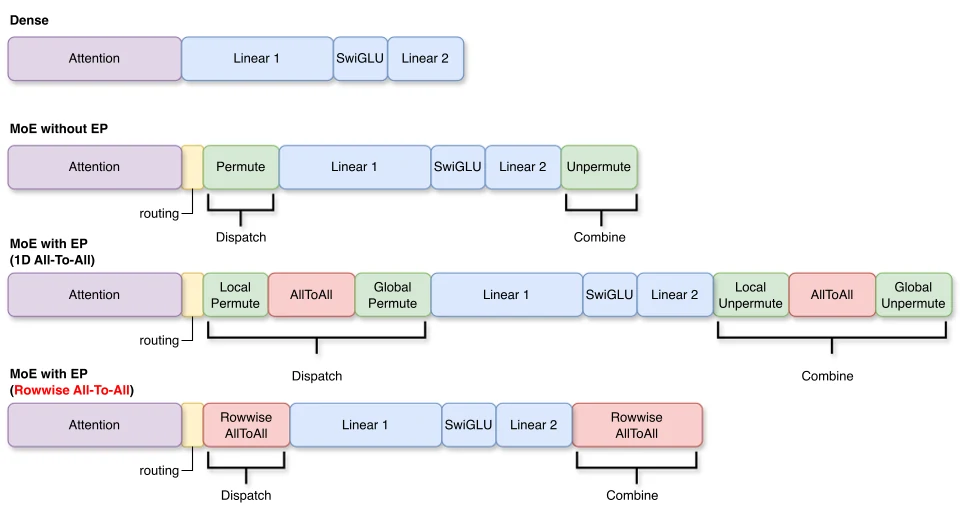 Dense
Attention
Linear 1
SwiGLU
Linear 2
MoE without EP
Attention
Permute
Linear 1
SwiGLU
Linear 2
Unpermute
routing
Dispatch
Combine
MoE with EP
(1D All-To-All)
Attention
Local
Permute
AllToAll
Global
Permute
Linear 1
SwiGLU
Linear 2
Local
Unpermute
AllToAll
Global
Unpermute
routing
Dispatch
Combine
MoE with EP
(Rowwise All-To-All)
Attention
Rowwise
AllToAll
Linear 1
SwiGLU
Linear 2
Rowwise
AllToAll
routing
Dispatch
Combine